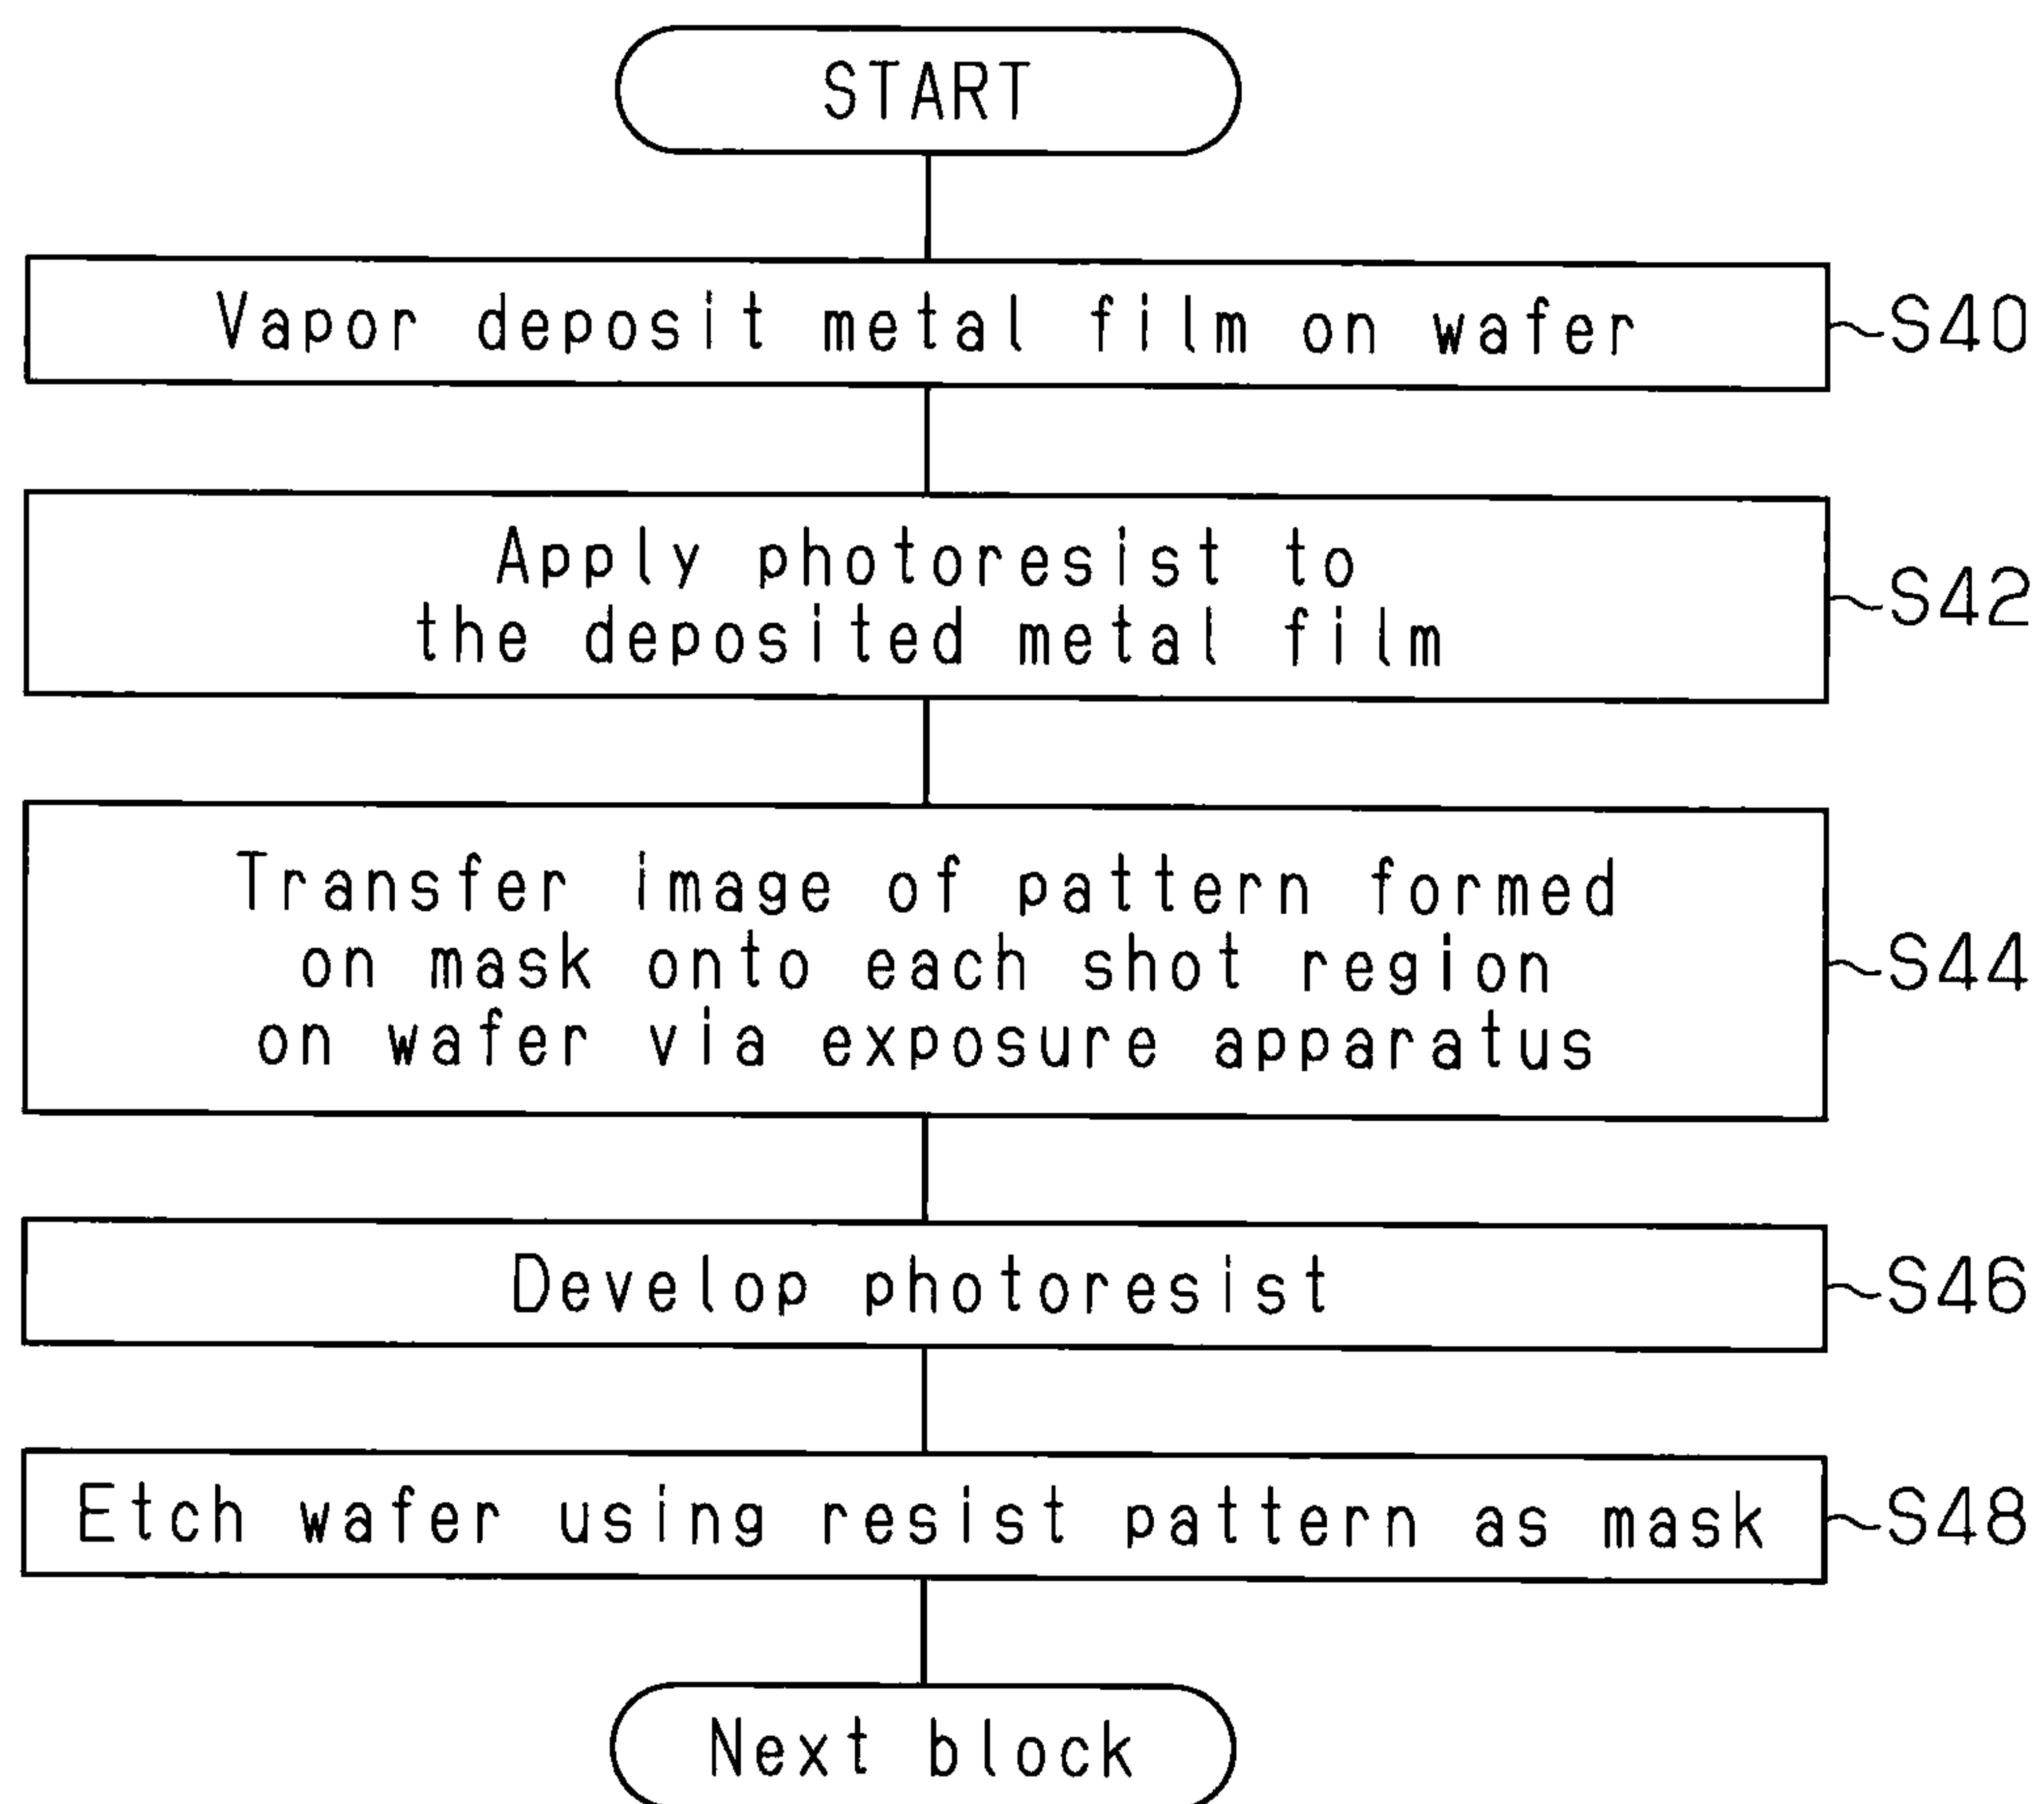 START
Vapor deposit metal film on wafer
S40
Apply photoresist to
the deposited metal film
S42
Transfer image of pattern formed
on mask onto each shot region
on wafer via exposure apparatus
S44
Develop photoresist
S46
Etch wafer using resist pattern as mask
S48
Next block